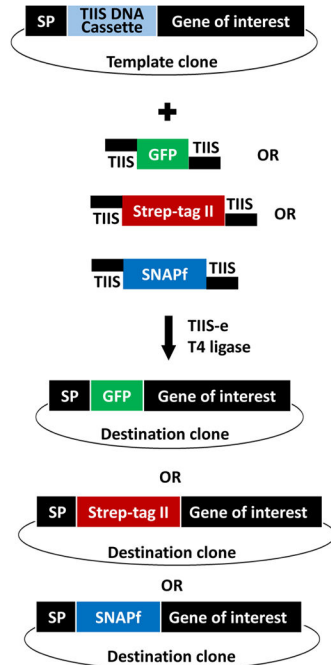 SP TIIS DNA Cassette Gene of interest
Template clone
+
TIIS GFP TIIS OR
TIIS Strep-tag II TIIS OR
TIIS SNAPf TIIS
TIIS-e
T4 ligase
SP GFP Gene of interest
Destination clone
OR
SP Strep-tag II Gene of interest
Destination clone
OR
SP SNAPf Gene of interest
Destination clone